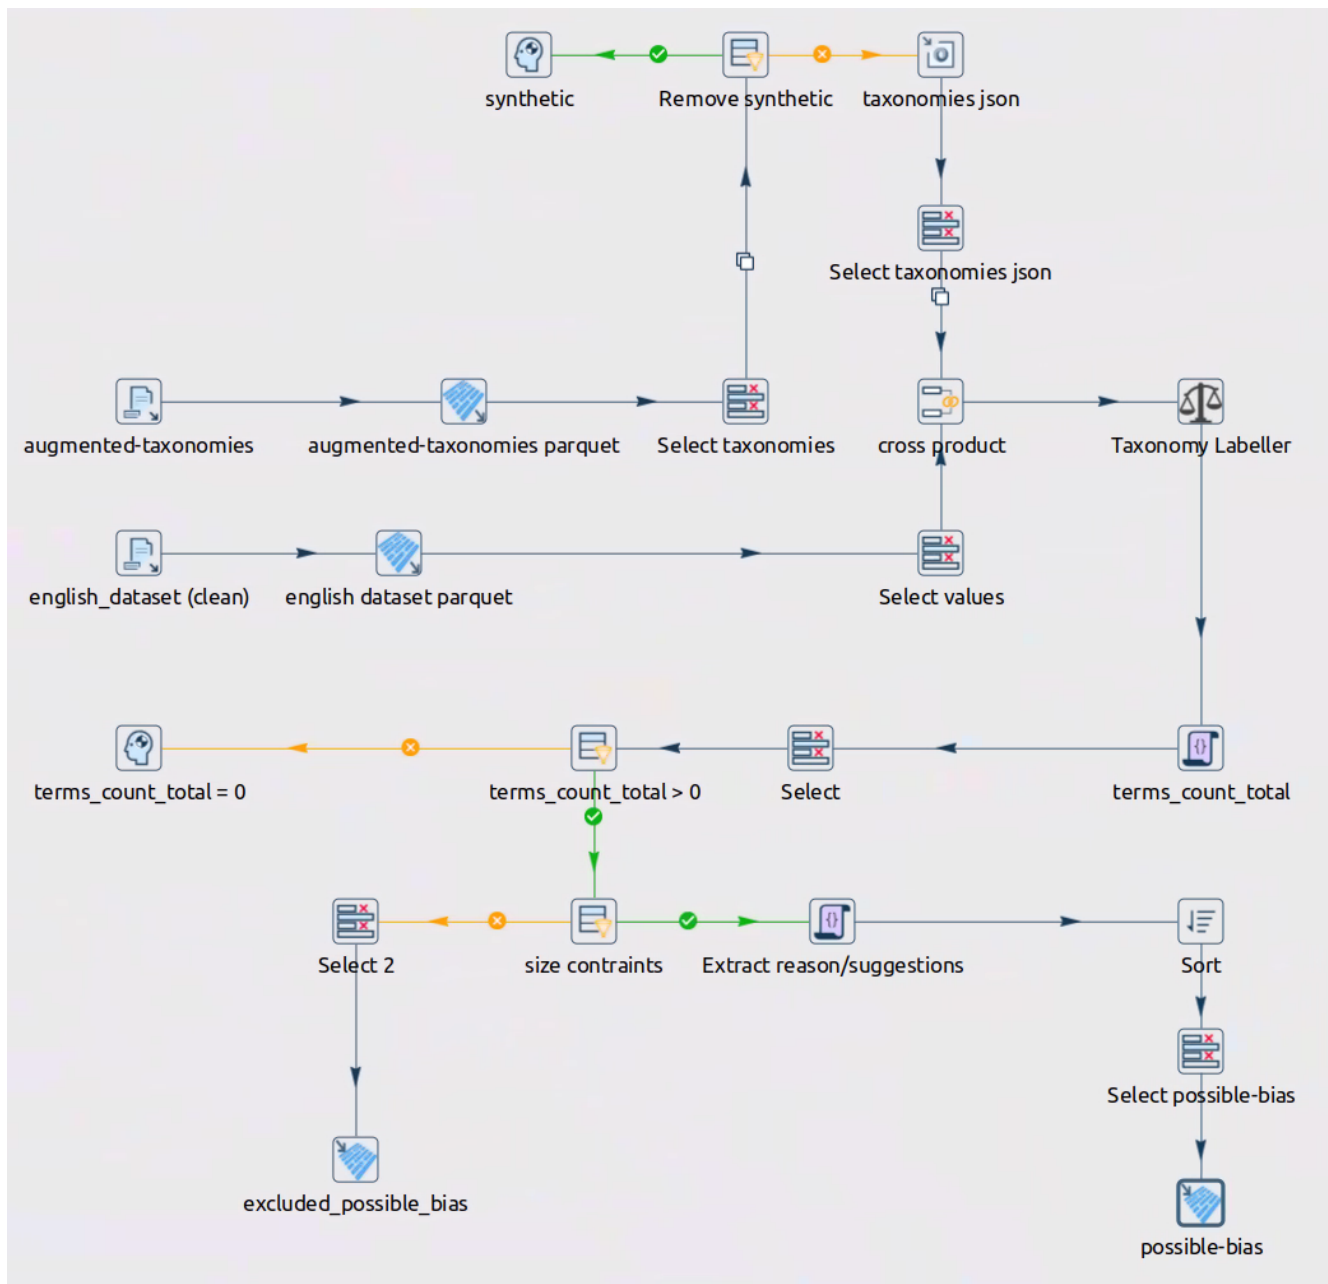 synthetic
Remove synthetic
taxonomies json
Select taxonomies json
augmented-taxonomies
augmented-taxonomies parquet
Select taxonomies
cross product
Taxonomy Labeller
english_dataset (clean)
english dataset parquet
Select values
terms_count_total = 0
terms_count_total > 0
Select
terms_count_total
Select 2
size contraints
Extract reason/suggestions
Sort
Select possible-bias
excluded_possible_bias
possible-bias